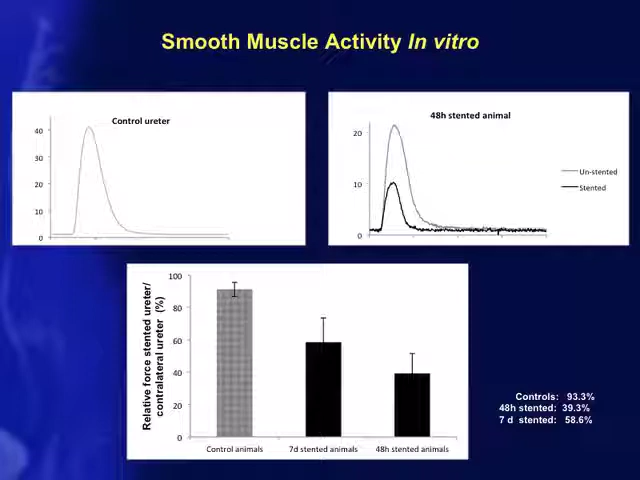 Smooth Muscle Activity In vitro
Control ureter
40
30
20
10
0
48h stented animal
20
10
0
Un-stented
Stented
Relative force stented ureter/
contralateral ureter (%)
100
80
60
40
20
0
Control animals
7d stented animals
48h stented animals
Controls: 93.3%
48h stented: 39.3%
7 d stented: 58.6%